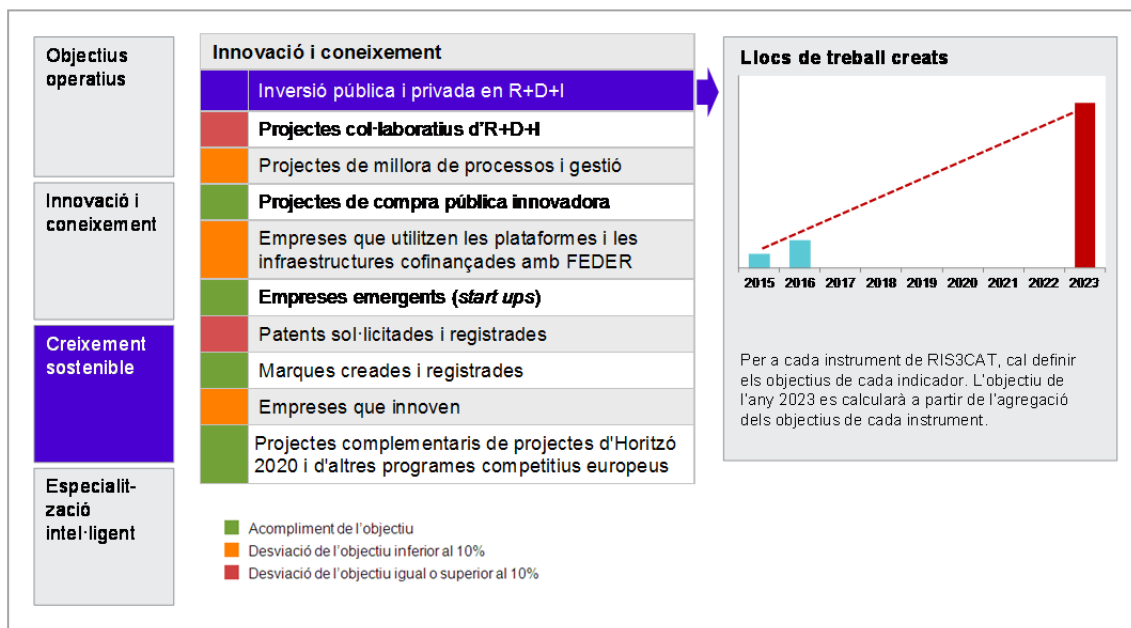 Objectius
operatius
Innovació i
coneixement
Creixement
sostenible
Especialit-
zació
intel·ligent
Innovació i coneixement
Inversió pública i privada en R+D+I
Projectes col·laboratius d'R+D+I
Projectes de millora de processos i gestió
Projectes de compra pública innovadora
Empreses que utilitzen les plataformes i les
infraestructures cofinançades amb FEDER
Empreses emergents (start ups)
Patents sol·licitades i registrades
Marques creades i registrades
Empreses que innoven
Projectes complementaris de projectes d'Horitzó
2020 i d'altres programes competitius europeus
Acompliment de l'objectiu
Desviació de l'objectiu inferior al 10%
Desviació de l'objectiu igual o superior al 10%
Llocs de treball creats
2015 2016 2017 2018 2019 2020 2021 2022 2023
Per a cada instrument de RIS3CAT, cal definir
els objectius de cada indicador. L'objectiu de
l'any 2023 es calcularà a partir de l'agregació
dels objectius de cada instrument.